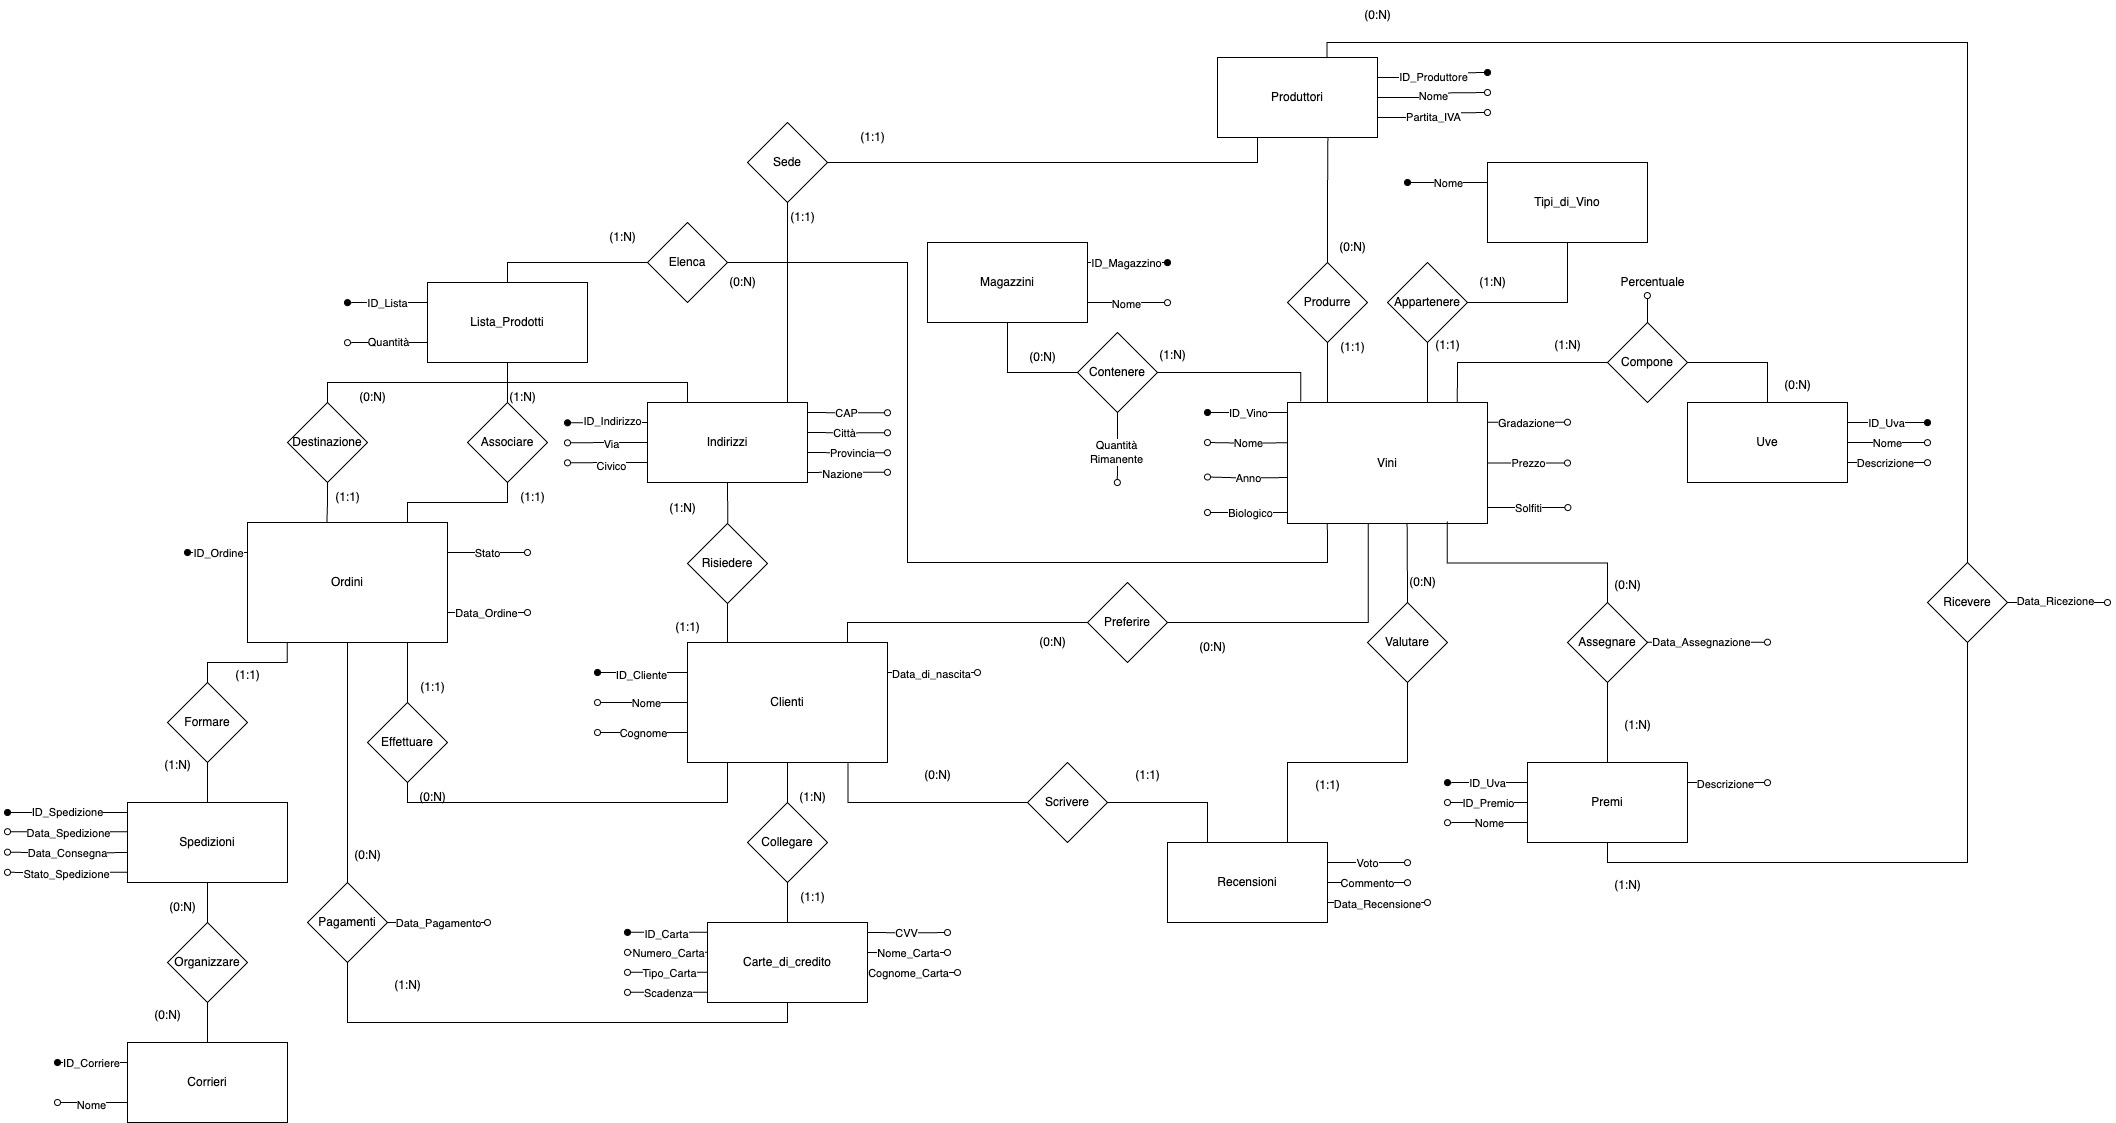 (0:N)
Produttori
ID_Produttore
Nome
Partita_IVA
Sede
(1:1)
(1:1)
Nome
Tipi_di_Vino
(1:N)
Elenca
(0:N)
(0:N)
Magazzini
ID_Magazzino
Nome
Produrre
Appartenere
(1:N)
Percentuale
ID_Lista
Lista_Prodotti
Quantità
(0:N)
Contenere
(1:N)
(1:1)
(1:1)
(1:N)
Compone
(0:N)
(0:N)
(1:N)
Destinazione
Associare
ID_Indirizzo
Via
Civico
Indirizzi
CAP
Città
Provincia
Nazione
Quantità
Rimanente
ID_Vino
Nome
Anno
Biologico
Vini
Gradazione
Prezzo
Solfiti
Uve
ID_Uva
Nome
Descrizione
(1:1)
(1:1)
(1:N)
ID_Ordine
Ordini
Stato
Data_Ordine
Risiedere
(1:1)
(0:N)
Preferire
(0:N)
(0:N)
Valutare
(0:N)
Assegnare
Data_Assegnazione
Ricevere
Data_Ricezione
(1:1)
Formare
(1:N)
(1:1)
Effettuare
(0:N)
ID_Cliente
Nome
Cognome
Clienti
Data_di_nascita
(1:N)
(0:N)
Scrivere
(1:1)
(1:1)
(1:N)
ID_Uva
ID_Premio
Nome
Premi
Descrizione
(1:N)
ID_Spedizione
Data_Spedizione
Data_Consegna
Stato_Spedizione
Spedizioni
(0:N)
Collegare
(1:1)
Recensioni
Voto
Commento
Data_Recensione
(0:N)
Pagamenti
Data_Pagamento
(1:N)
ID_Carta
Numero_Carta
Tipo_Carta
Scadenza
Carte_di_credito
CVV
Nome_Carta
Cognome_Carta
Organizzare
(0:N)
ID_Corriere
Nome
Corrieri